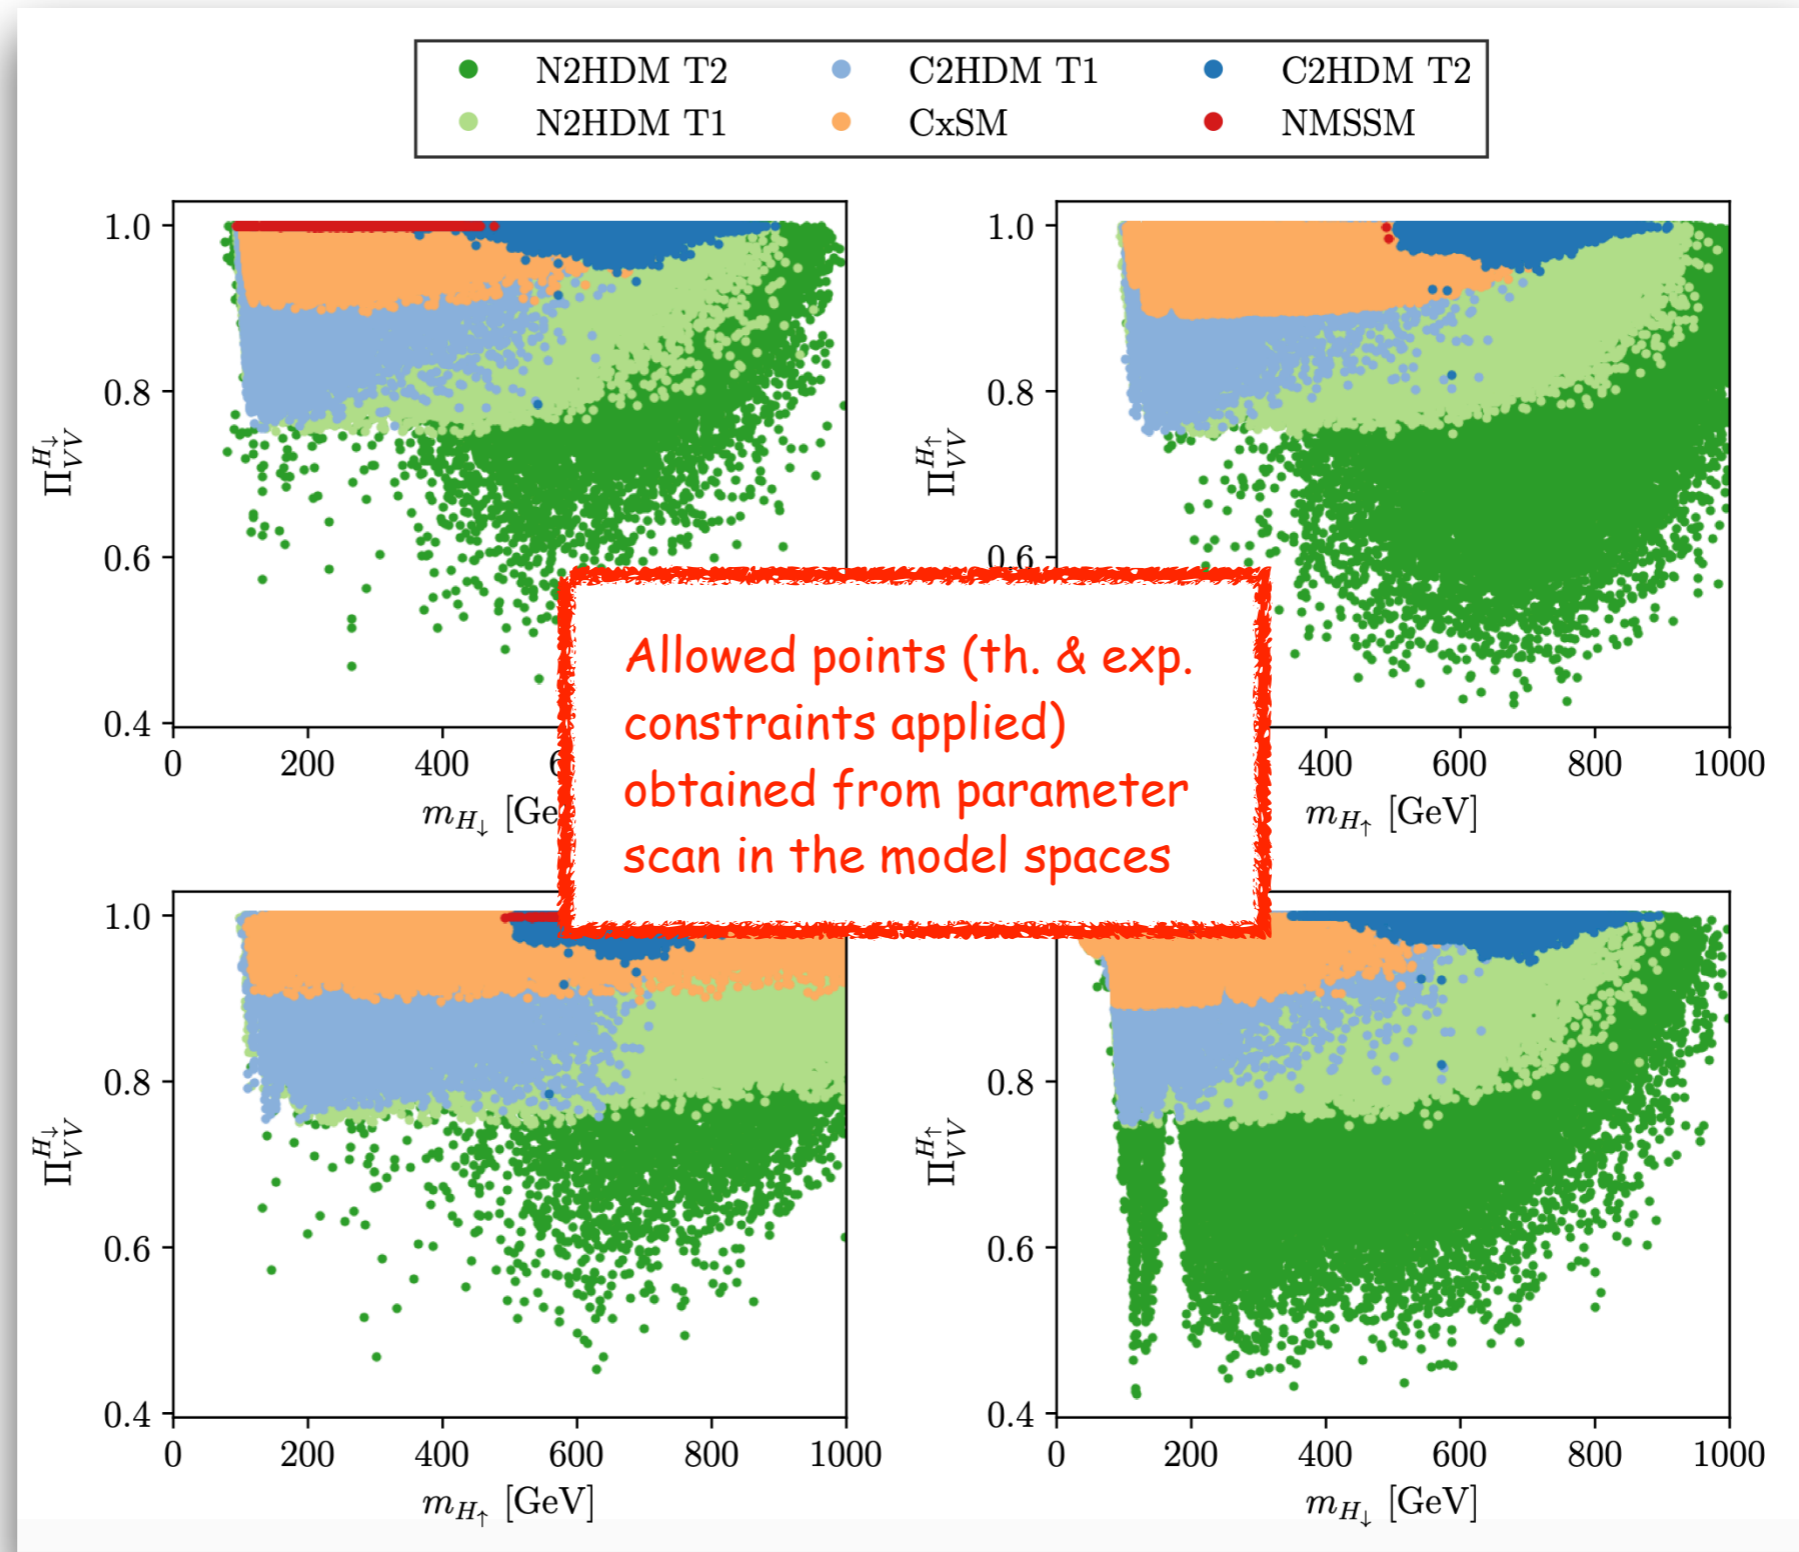 N2HDM T2 C2HDM T1 C2HDM T2
N2HDM T1 CxSM NMSSM
1.0
0.8
0.6
0.4
Π^{H↓}_{VV}
0 200 400 6
m_{H↓} [Ge
1.0
0.8
0.6
Π^{H↑}_{VV}
400 600 800 1000
m_{H↑} [GeV]
Allowed points (th. & exp.
constraints applied)
obtained from parameter
scan in the model spaces
1.0
0.8
0.6
0.4
Π^{H↓}_{VV}
0 200 400 600 800 1000
m_{H↑} [GeV]
0.8
0.6
0.4
Π^{H↑}_{VV}
0 200 400 600 800 1000
m_{H↓} [GeV]